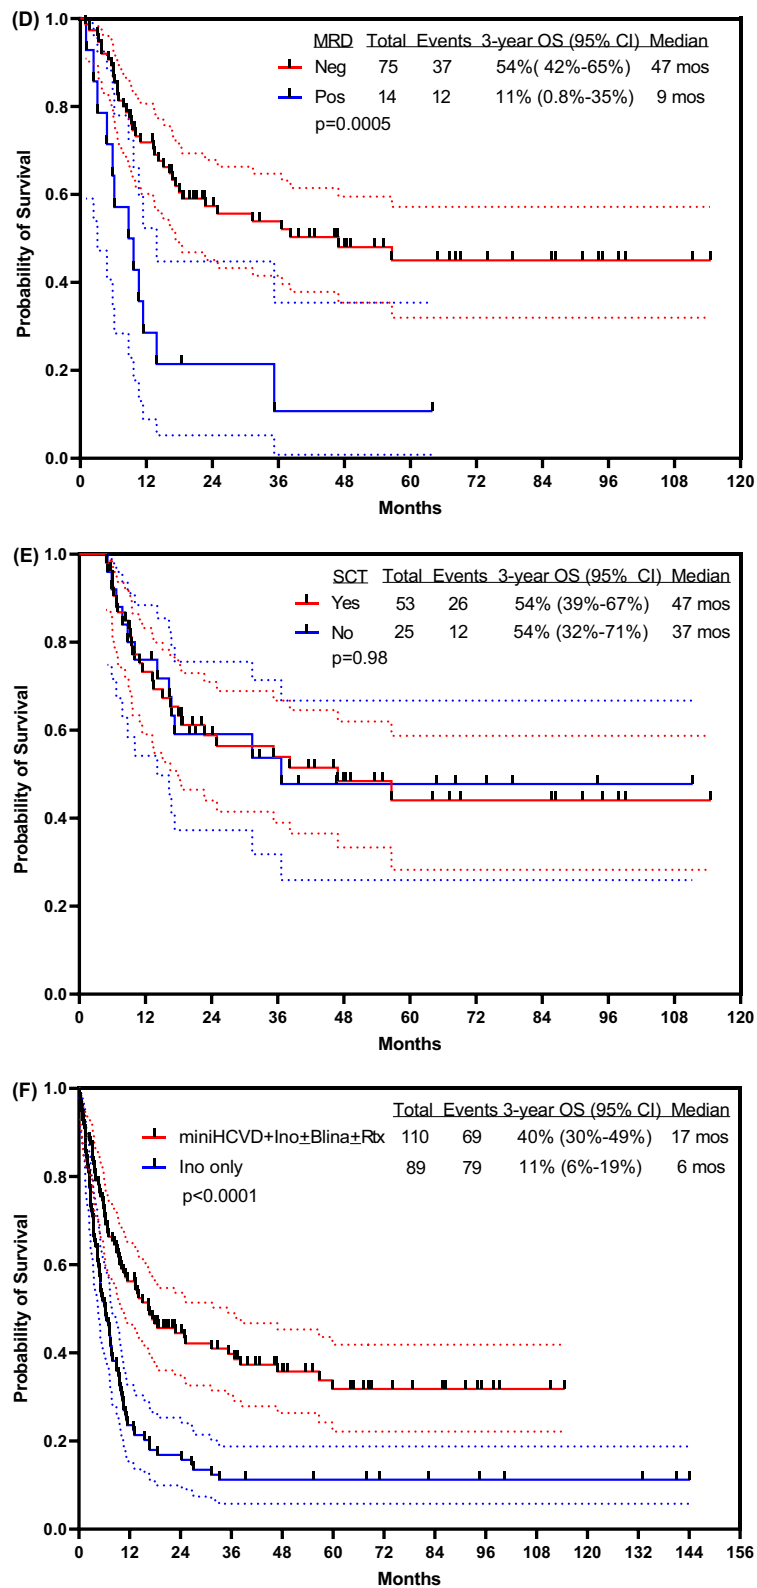 (D)
MRD Total Events 3-year OS (95% CI) Median
Neg 75 37 54%( 42%-65%) 47 mos
Pos 14 12 11% (0.8%-35%) 9 mos
p=0.0005
Probability of Survival
1.0
0.8
0.6
0.4
0.2
0.0
0 12 24 36 48 60 72 84 96 108 120
Months
(E)
SCT Total Events 3-year OS (95% CI) Median
Yes 53 26 54% (39%-67%) 47 mos
No 25 12 54% (32%-71%) 37 mos
p=0.98
Probability of Survival
1.0
0.8
0.6
0.4
0.2
0.0
0 12 24 36 48 60 72 84 96 108 120
Months
(F)
Total Events 3-year OS (95% CI) Median
miniHCVD+Ino±Blina±Rtx 110 69 40% (30%-49%) 17 mos
Ino only 89 79 11% (6%-19%) 6 mos
p<0.0001
Probability of Survival
1.0
0.8
0.6
0.4
0.2
0.0
0 12 24 36 48 60 72 84 96 108 120 132 144 156
Months